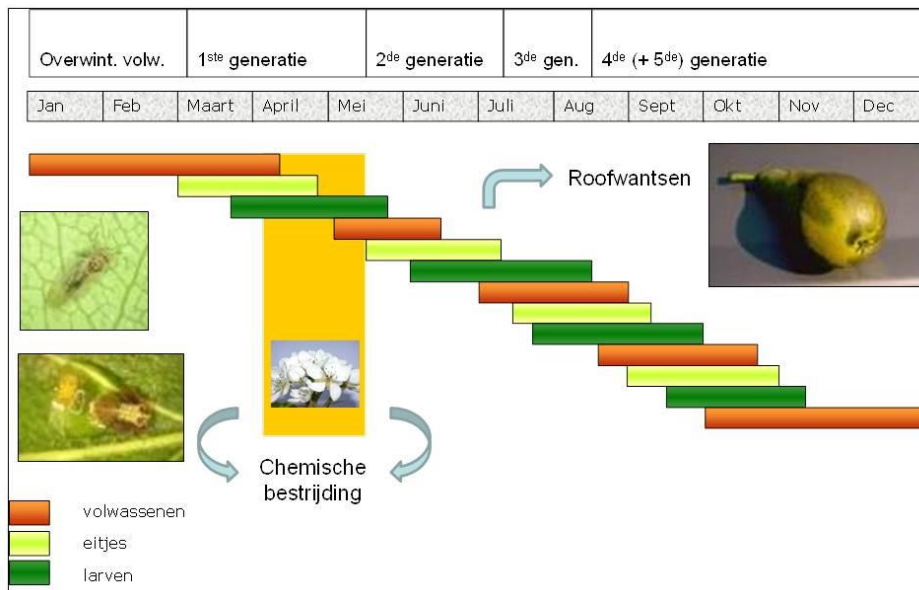 Overwint. volw. 1ste generatie 2de generatie 3de gen. 4de (+ 5de) generatie
Jan Feb Maart April Mei Juni Juli Aug Sept Okt Nov Dec
Roofwantsen
Chemische
bestrijding
volwassenen
eitjes
larven